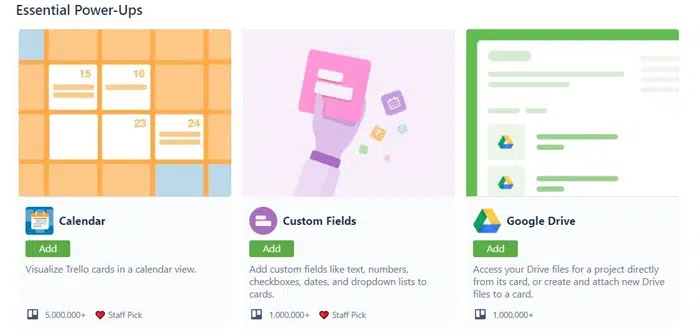 Essential Power-Ups
15
16
23
24
Calendar
Add
Visualize Trello cards in a calendar view.
5,000,000+
Staff Pick
Custom Fields
Add
Add custom fields like text, numbers,
checkboxes, dates, and dropdown lists to
cards.
1,000,000+
Staff Pick
Google Drive
Add
Access your Drive files for a project directly
from its card, or create and attach new Drive
files to a card.
1,000,000+